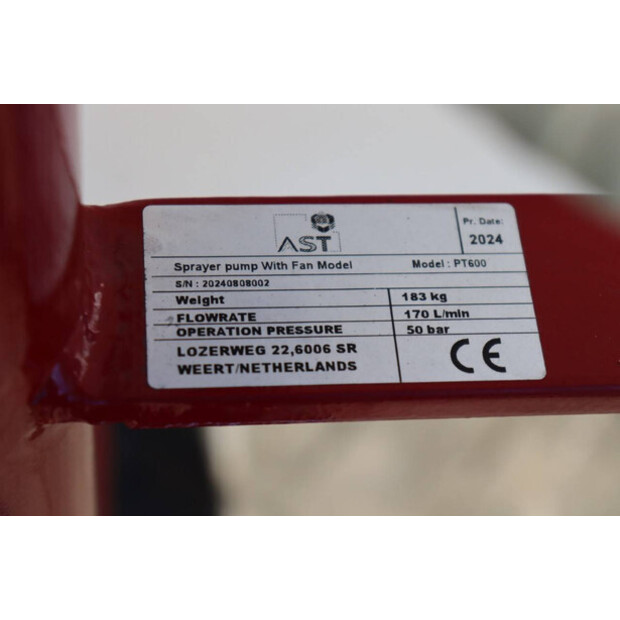 AST
Pr. Date:
2024
Sprayer pump With Fan Model Model : PT600
S/N : 20240808002
Weight 183 kg
FLOWRATE 170 L/min
OPERATION PRESSURE 50 bar
LOZERWEG 22,6006 SR
WEERT/NETHERLANDS
CE